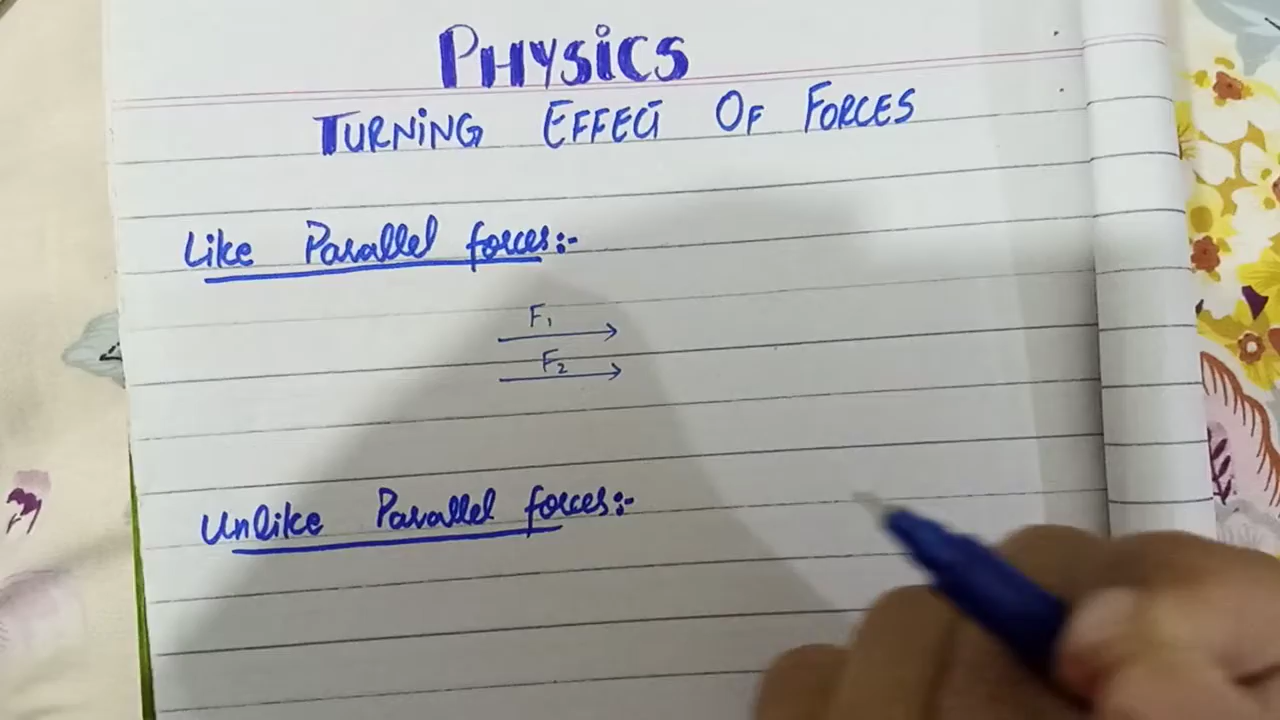 PHYSiCS
TURNiNG EFFECT OF FORCES
Like Parallel forces:-
F₁
F₂
Unlike Parallel forces:-